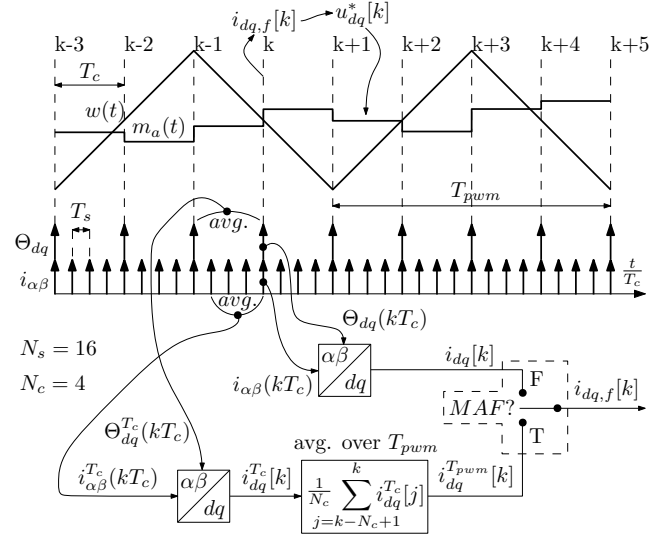 i_{dq,f}[k] u^*_{dq}[k]
k-3 k-2 k-1 k k+1 k+2 k+3 k+4 k+5
T_c
w(t)
m_a(t)
T_{pwm}
T_s
avg.
Θ_{dq}
i_{αβ}
t/T_c
avg.
Θ_{dq}(kT_c)
N_s = 16
N_c = 4
αβ
dq
i_{αβ}(kT_c)
i_{dq}[k]
F
MAF?
T
i_{dq,f}[k]
Θ^{T_c}_{dq}(kT_c)
avg. over T_{pwm}
i^{T_c}_{αβ}(kT_c)
αβ
dq
i^{T_c}_{dq}[k]
\frac{1}{N_c} \sum_{j=k-N_c+1}^{k} i^{T_c}_{dq}[j]
i^{T_{pwm}}_{dq}[k]